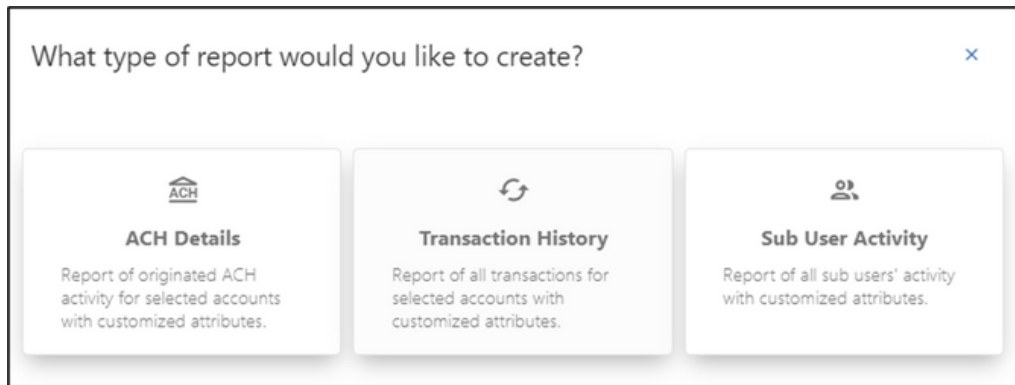 What type of report would you like to create?
×
ACH
ACH Details
Report of originated ACH
activity for selected accounts
with customized attributes.
Transaction History
Report of all transactions for
selected accounts with
customized attributes.
Sub User Activity
Report of all sub users' activity
with customized attributes.